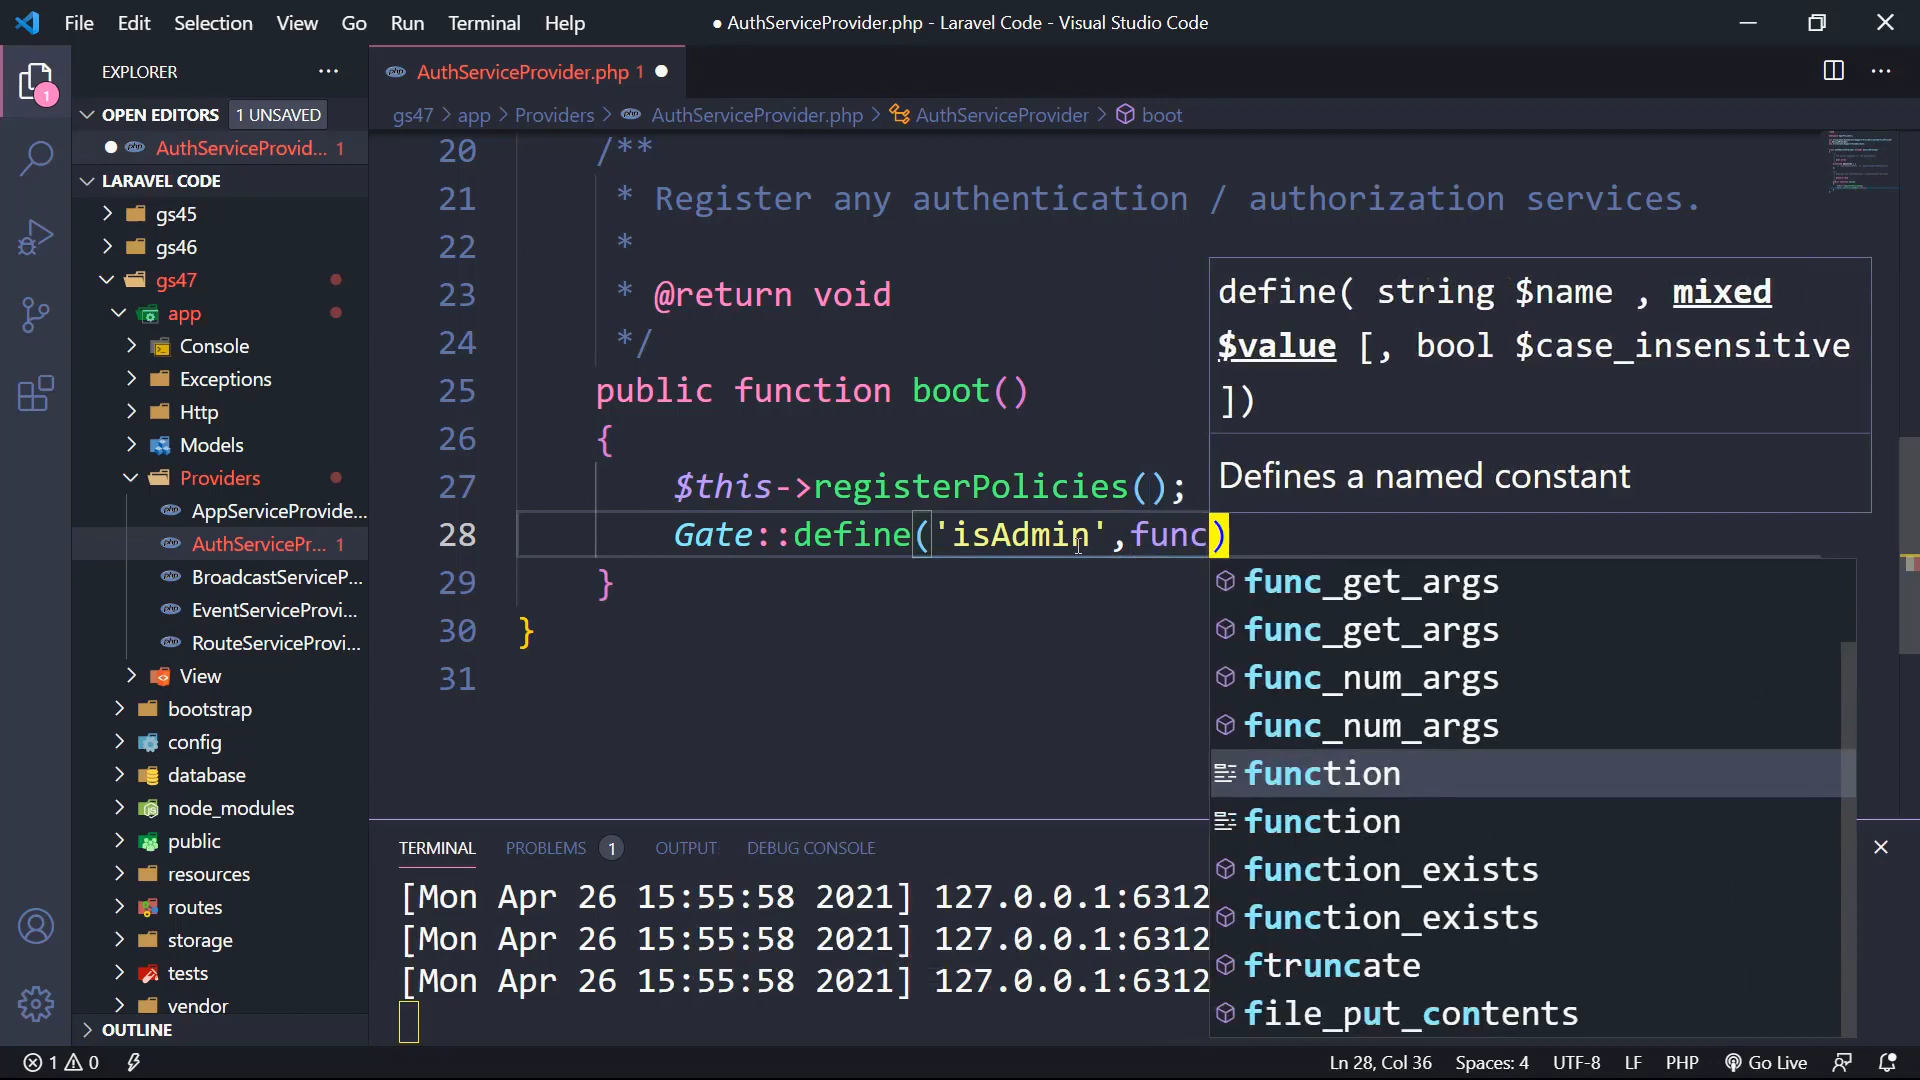 File Edit Selection View Go Run Terminal Help
● AuthServiceProvider.php - Laravel Code - Visual Studio Code
EXPLORER
OPEN EDITORS 1 UNSAVED
AuthServiceProvid... 1
LARAVEL CODE
gs45
gs46
gs47
app
Console
Exceptions
Http
Models
Providers
AppServiceProvide...
AuthServicePr... 1
BroadcastServiceP...
EventServiceProvi...
RouteServiceProvi...
View
bootstrap
config
database
node_modules
public
resources
routes
storage
tests
vendor
OUTLINE
1
AuthServiceProvider.php 1
gs47 > app > Providers > AuthServiceProvider.php > AuthServiceProvider > boot
20 /**
21 * Register any authentication / authorization services.
22 *
23 * @return void
24 */
25 public function boot()
26 {
27 $this->registerPolicies();
28 Gate::define('isAdmin',func)
29 }
30 }
31
define( string $name , mixed
$value [, bool $case_insensitive
])
Defines a named constant
func_get_args
func_get_args
func_num_args
func_num_args
function
function
function_exists
function_exists
ftruncate
file_put_contents
TERMINAL PROBLEMS 1 OUTPUT DEBUG CONSOLE
[Mon Apr 26 15:55:58 2021] 127.0.0.1:6312
[Mon Apr 26 15:55:58 2021] 127.0.0.1:6312
[Mon Apr 26 15:55:58 2021] 127.0.0.1:6312
1 0 Ln 28, Col 36 Spaces: 4 UTF-8 LF PHP Go Live